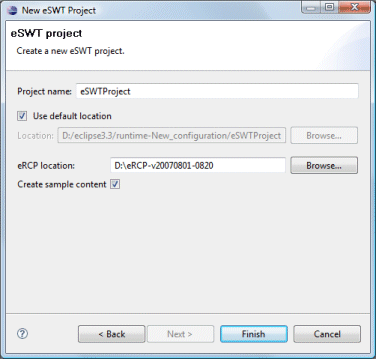 New eSWT Project
eSWT project
Create a new eSWT project.
Project name: eSWTProject
Use default location
Location: D:/eclipse3.3/runtime-New_configuration/eSWTProject Browse...
eRCP location: D:\eRCP-v20070801-0820 Browse...
Create sample content
? < Back Next > Finish Cancel